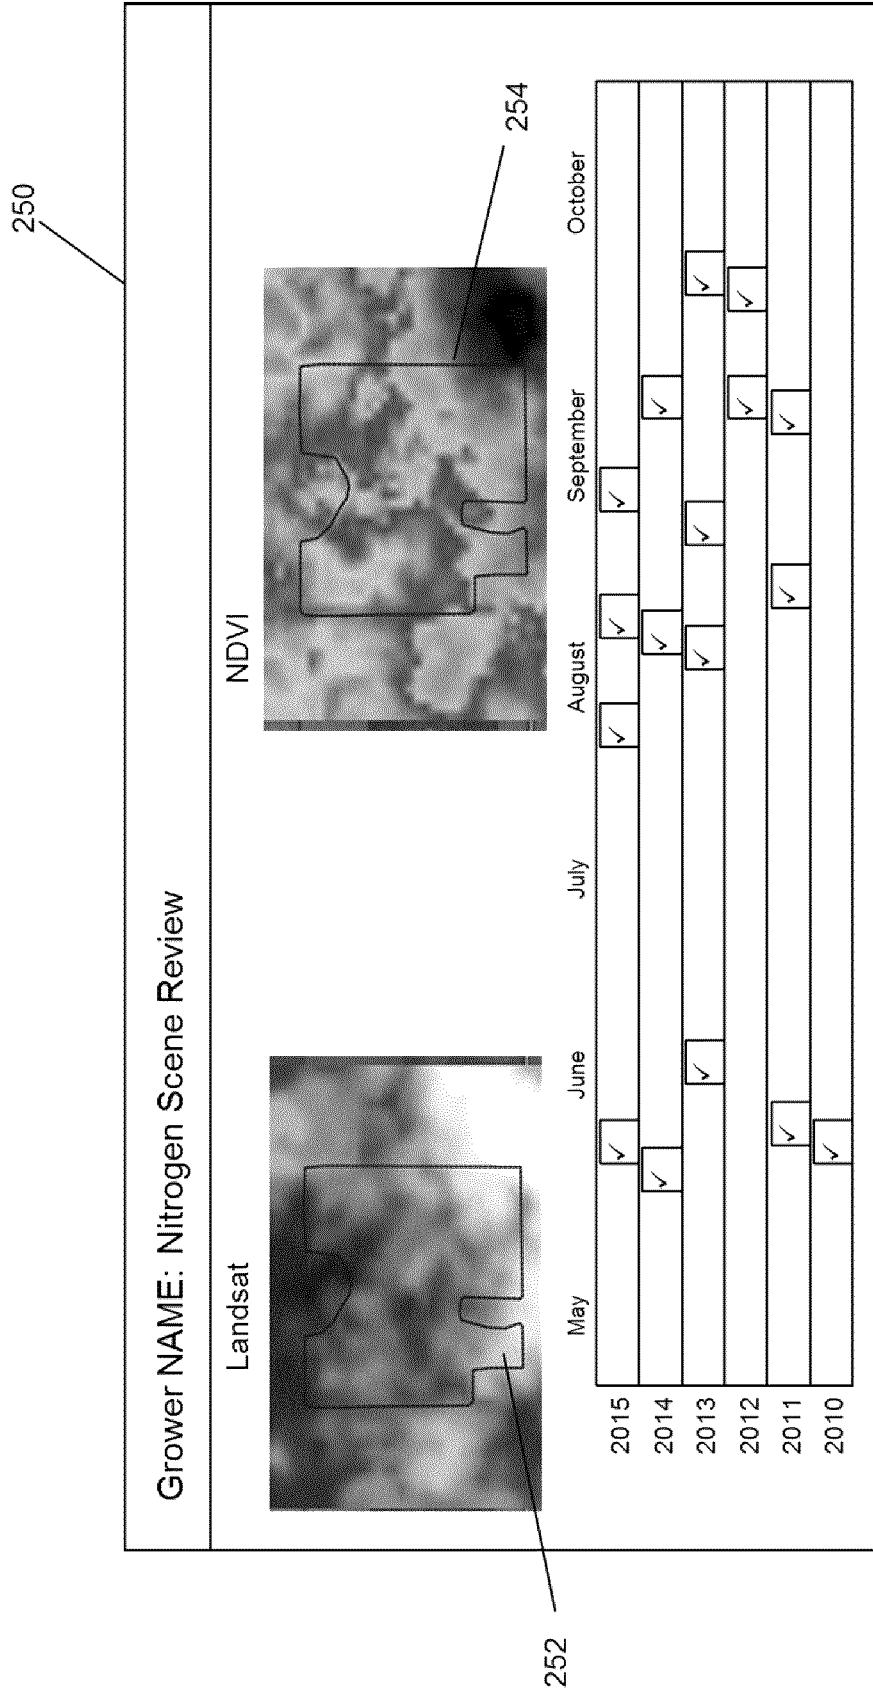 250
Grower NAME: Nitrogen Scene Review
Landsat
NDVI
252
254
May June July August September October
2015
2014
2013
2012
2011
2010